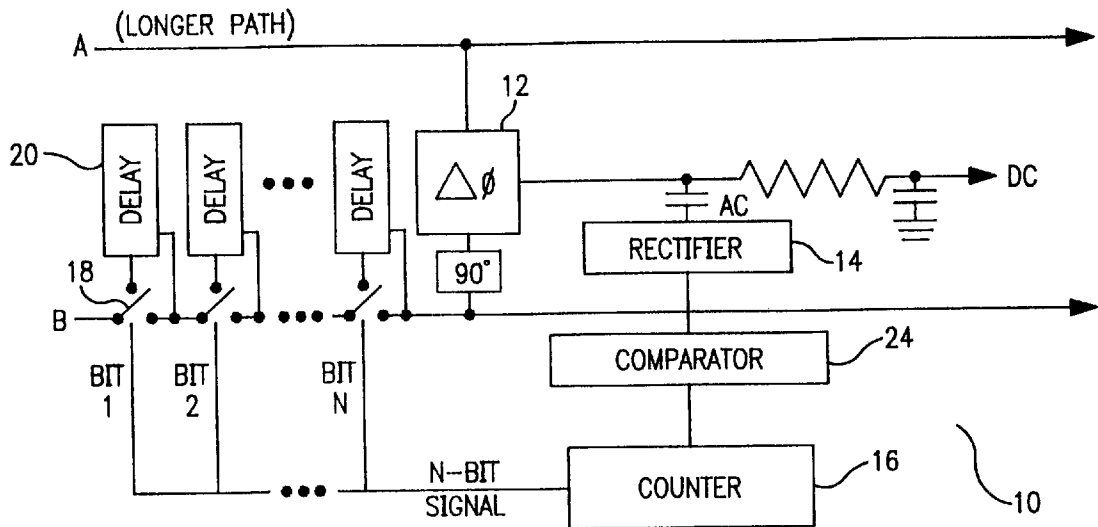 (LONGER PATH)
A
12
20
DELAY
DELAY
DELAY
Δϕ
DC
AC
RECTIFIER
14
90°
18
B
24
COMPARATOR
BIT
1
BIT
2
BIT
N
N-BIT
SIGNAL
COUNTER
16
10